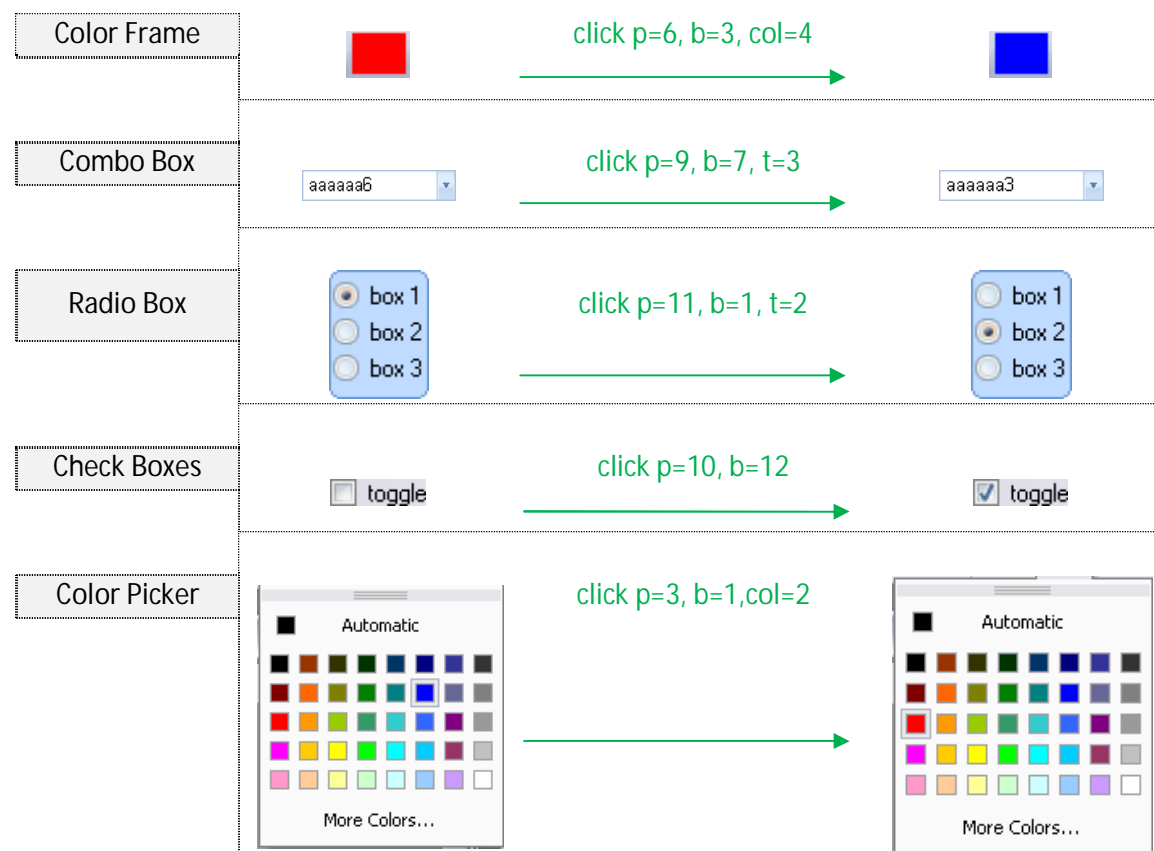 Color Frame
click p=6, b=3, col=4
Combo Box
click p=9, b=7, t=3
aaaaaa6
aaaaaa3
Radio Box
box 1
box 2
box 3
click p=11, b=1, t=2
box 1
box 2
box 3
Check Boxes
click p=10, b=12
toggle
toggle
Color Picker
click p=3, b=1,col=2
Automatic
More Colors...
Automatic
More Colors...